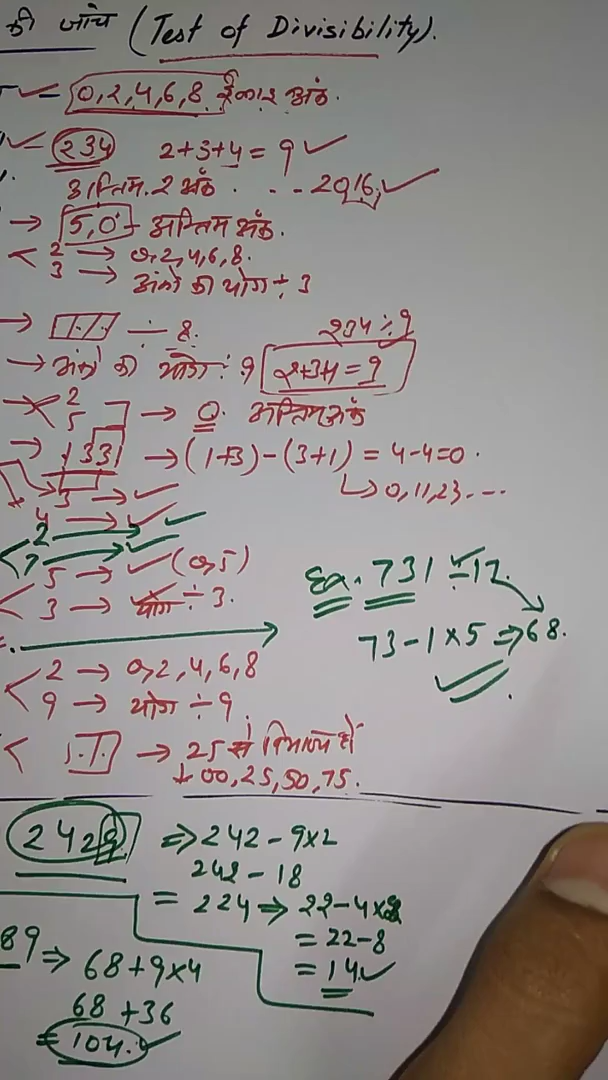 की जाँच (Test of Divisibility).
= 0,2,4,6,8 ईकाई अंक.
= 234 2+3+4 = 9
अन्तिम 2 अंक. - .. 2916,
→ 5,0 - अन्तिम अंक.
< 2 → 0,2,4,6,8.
3 → अंको का योग ÷ 3
→ ÷ 8. 234 ÷ 9
→ अंको का योग ÷ 9 2+3+4 = 9
2
5 → 0. अन्तिम अंक
→ 1331 → (1+3)-(3+1) = 4-4=0.
↳ 0,11,23...
3 →
4 →
2 →
7 →
5 → (0,5)
3 → योग ÷ 3.
Ex. 731 ÷ 17.
73-1×5 ⇒ 68.
< 2 → 0,2,4,6,8
9 → योग ÷ 9.
< → 25 से विभाज्य हो
↓ 00,25,50,75.
2429 ⇒ 242 - 9×2
242 - 18
= 224 ⇒ 22-4×2
= 22-8
= 14
89 ⇒ 68+9×4
68 +36
= 104.